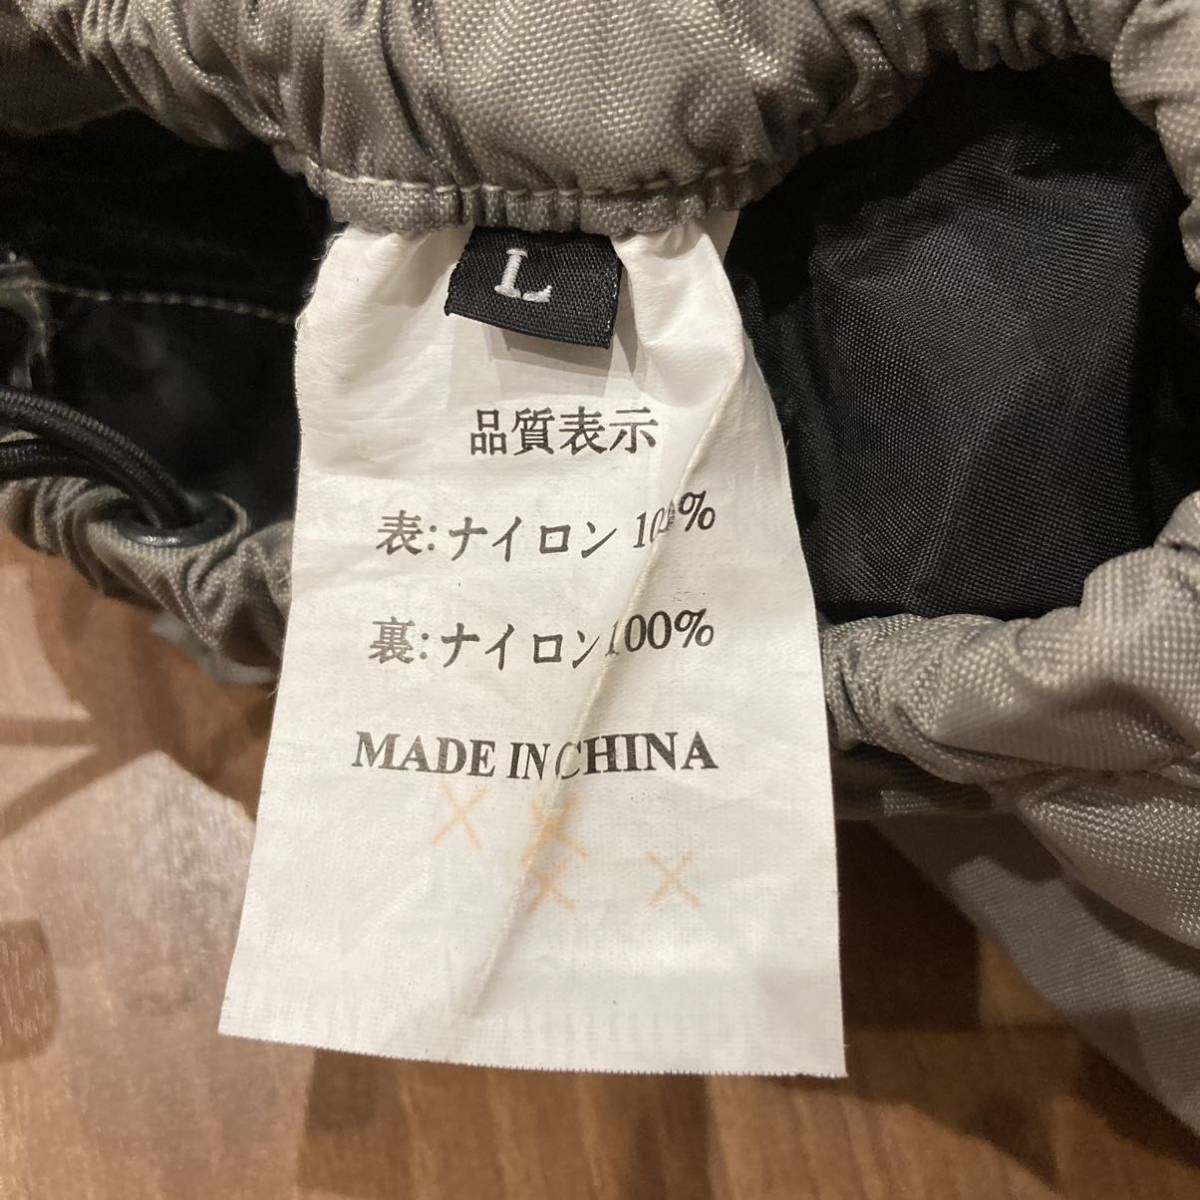 L
品質表示
表:ナイロン 100%
裏:ナイロン100%
MADE IN CHINA